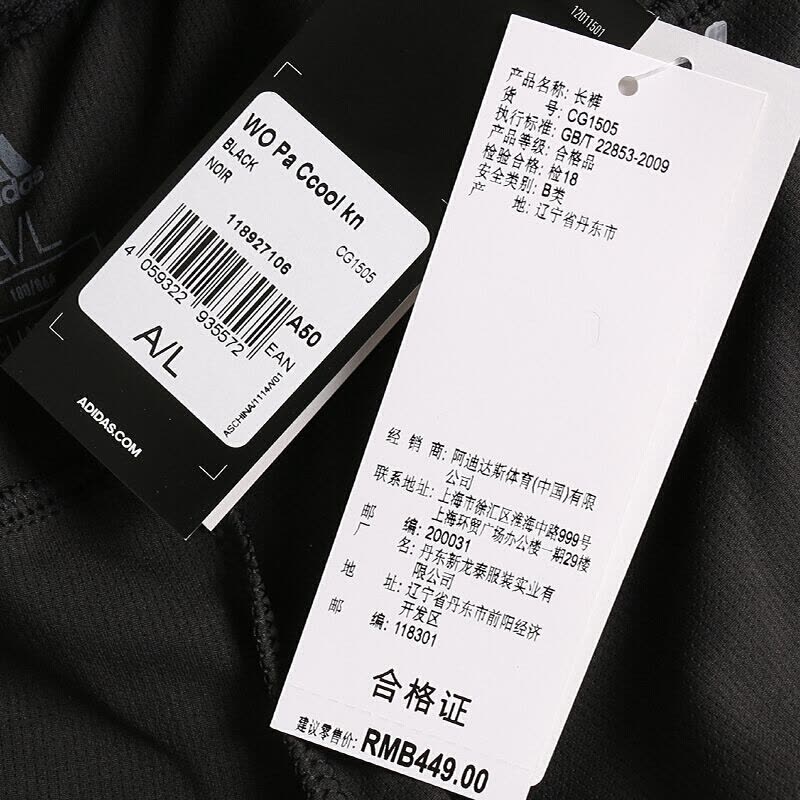 12011501
WO Pa Ccool kn
BLACK
NOIR
CG1505
118927106
4 059322 935572
EAN
A50
A/L
ASCHINA/1114/V01
ADIDAS.COM
adidas
A/L
产品名称: 长裤
货 号: CG1505
执行标准: GB/T 22853-2009
产品等级: 合格品
检验合格: 检18
安全类别: B类
产 地: 辽宁省丹东市
经 销 商: 阿迪达斯体育(中国)有限
公司
联系地址: 上海市徐汇区淮海中路999号
上海环贸广场办公楼一期29楼
邮 编: 200031
厂 名: 丹东新龙泰服装实业有
限公司
地 址: 辽宁省丹东市前阳经济
开发区
邮 编: 118301
合格证
建议零售价: RMB449.00